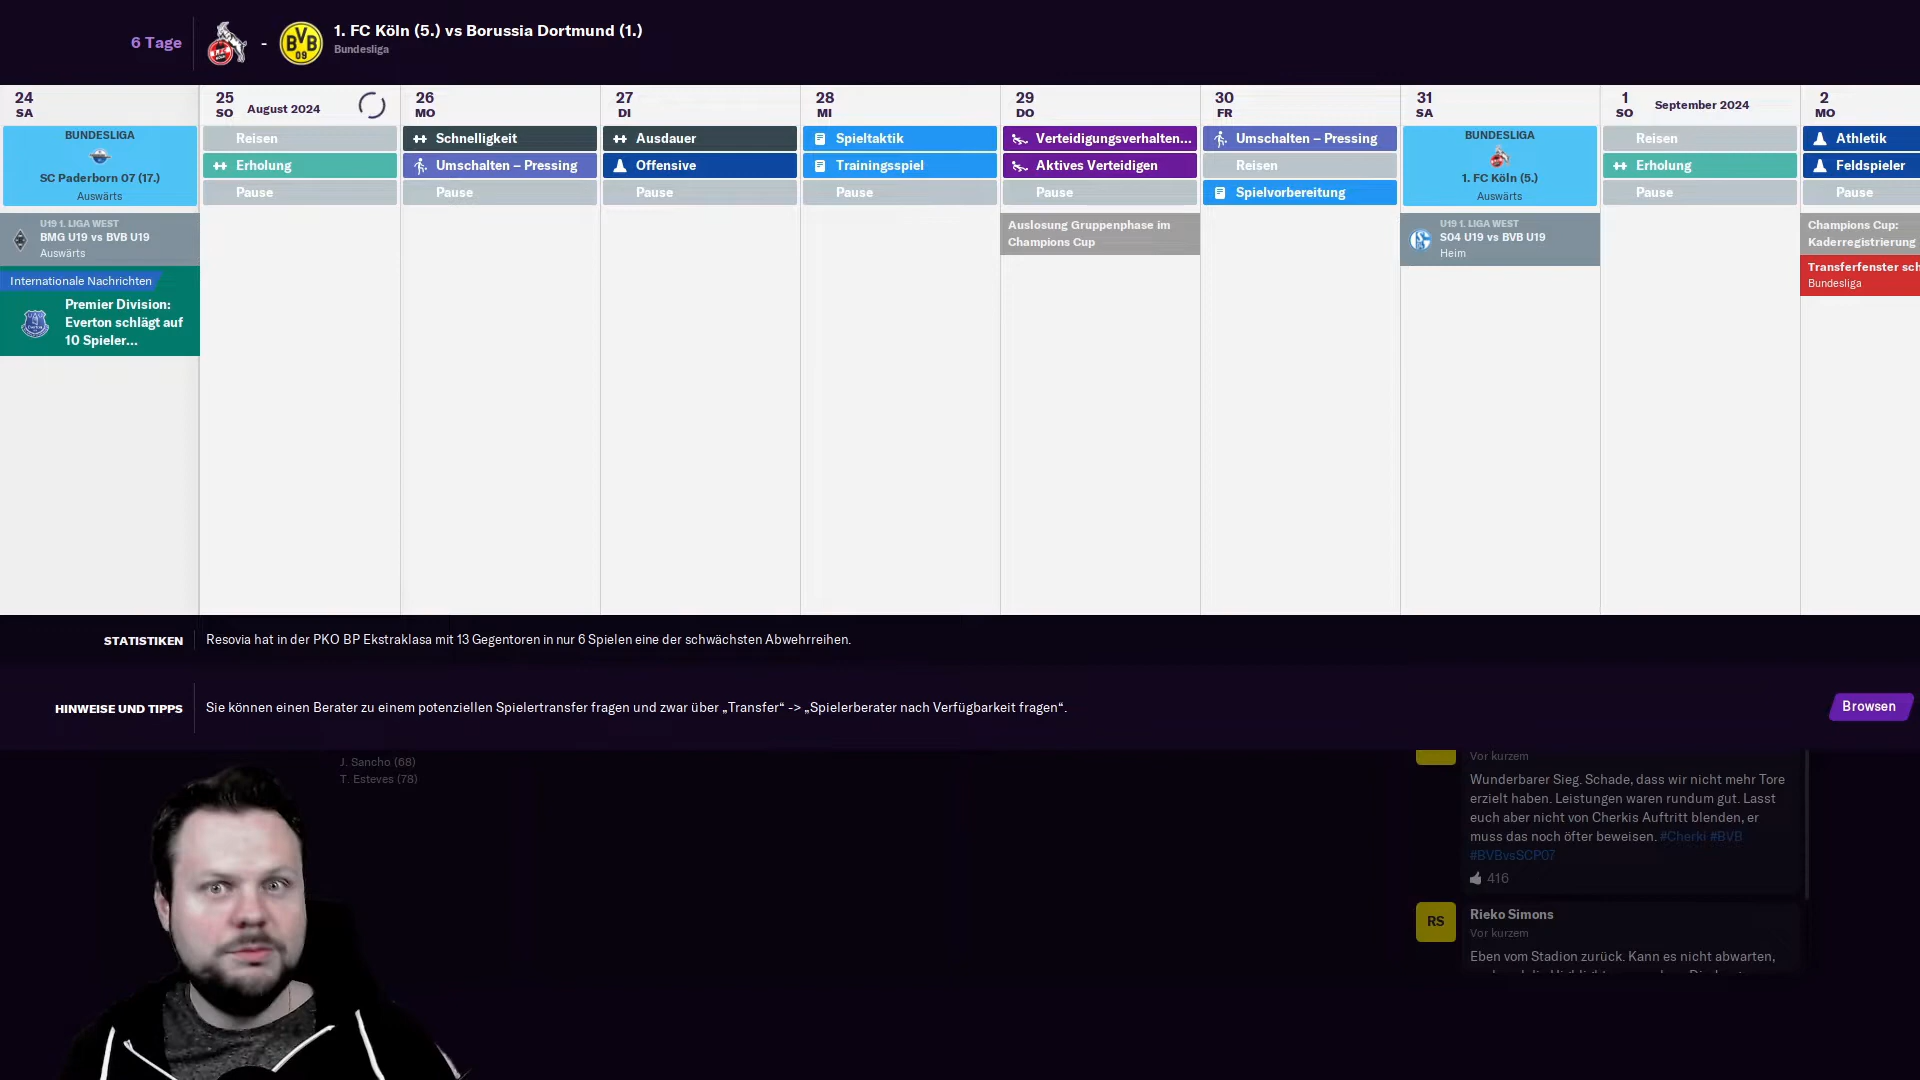 6 Tage
-
BVB
09
1. FC Köln (5.) vs Borussia Dortmund (1.)
Bundesliga
24
SA
BUNDESLIGA
SC Paderborn 07 (17.)
Auswärts
U19 1. LIGA WEST
BMG U19 vs BVB U19
Auswärts
Internationale Nachrichten
Premier Division:
Everton schlägt auf
10 Spieler...
25
SO
August 2024
Reisen
Erholung
Pause
26
MO
Schnelligkeit
Umschalten – Pressing
Pause
27
DI
Ausdauer
Offensive
Pause
28
MI
Spieltaktik
Trainingsspiel
Pause
29
DO
Verteidigungsverhalten...
Aktives Verteidigen
Pause
Auslosung Gruppenphase im
Champions Cup
30
FR
Umschalten – Pressing
Reisen
Spielvorbereitung
31
SA
BUNDESLIGA
1. FC Köln (5.)
Auswärts
U19 1. LIGA WEST
S04 U19 vs BVB U19
Heim
1
SO
September 2024
Reisen
Erholung
Pause
2
MO
Athletik
Feldspieler
Pause
Champions Cup:
Kaderregistrierung
Transferfenster sch
Bundesliga
STATISTIKEN
Resovia hat in der PKO BP Ekstraklasa mit 13 Gegentoren in nur 6 Spielen eine der schwächsten Abwehrreihen.
HINWEISE UND TIPPS
Sie können einen Berater zu einem potenziellen Spielertransfer fragen und zwar über „Transfer“ -> „Spielerberater nach Verfügbarkeit fragen“.
Browsen
J. Sancho (68)
T. Esteves (78)
Vor kurzem
Wunderbarer Sieg. Schade, dass wir nicht mehr Tore
erzielt haben. Leistungen waren rundum gut. Lasst
euch aber nicht von Cherkis Auftritt blenden, er
muss das noch öfter beweisen. #Cherki #BVB
#BVBvsSCP07
416
RS
Rieko Simons
Vor kurzem
Eben vom Stadion zurück. Kann es nicht abwarten,